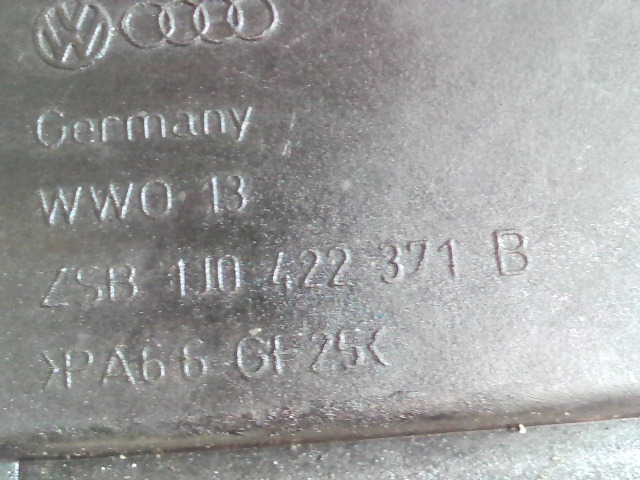 Germany
WWO 13
ZSB 1J0 422 371 B
>PA66 GF25<